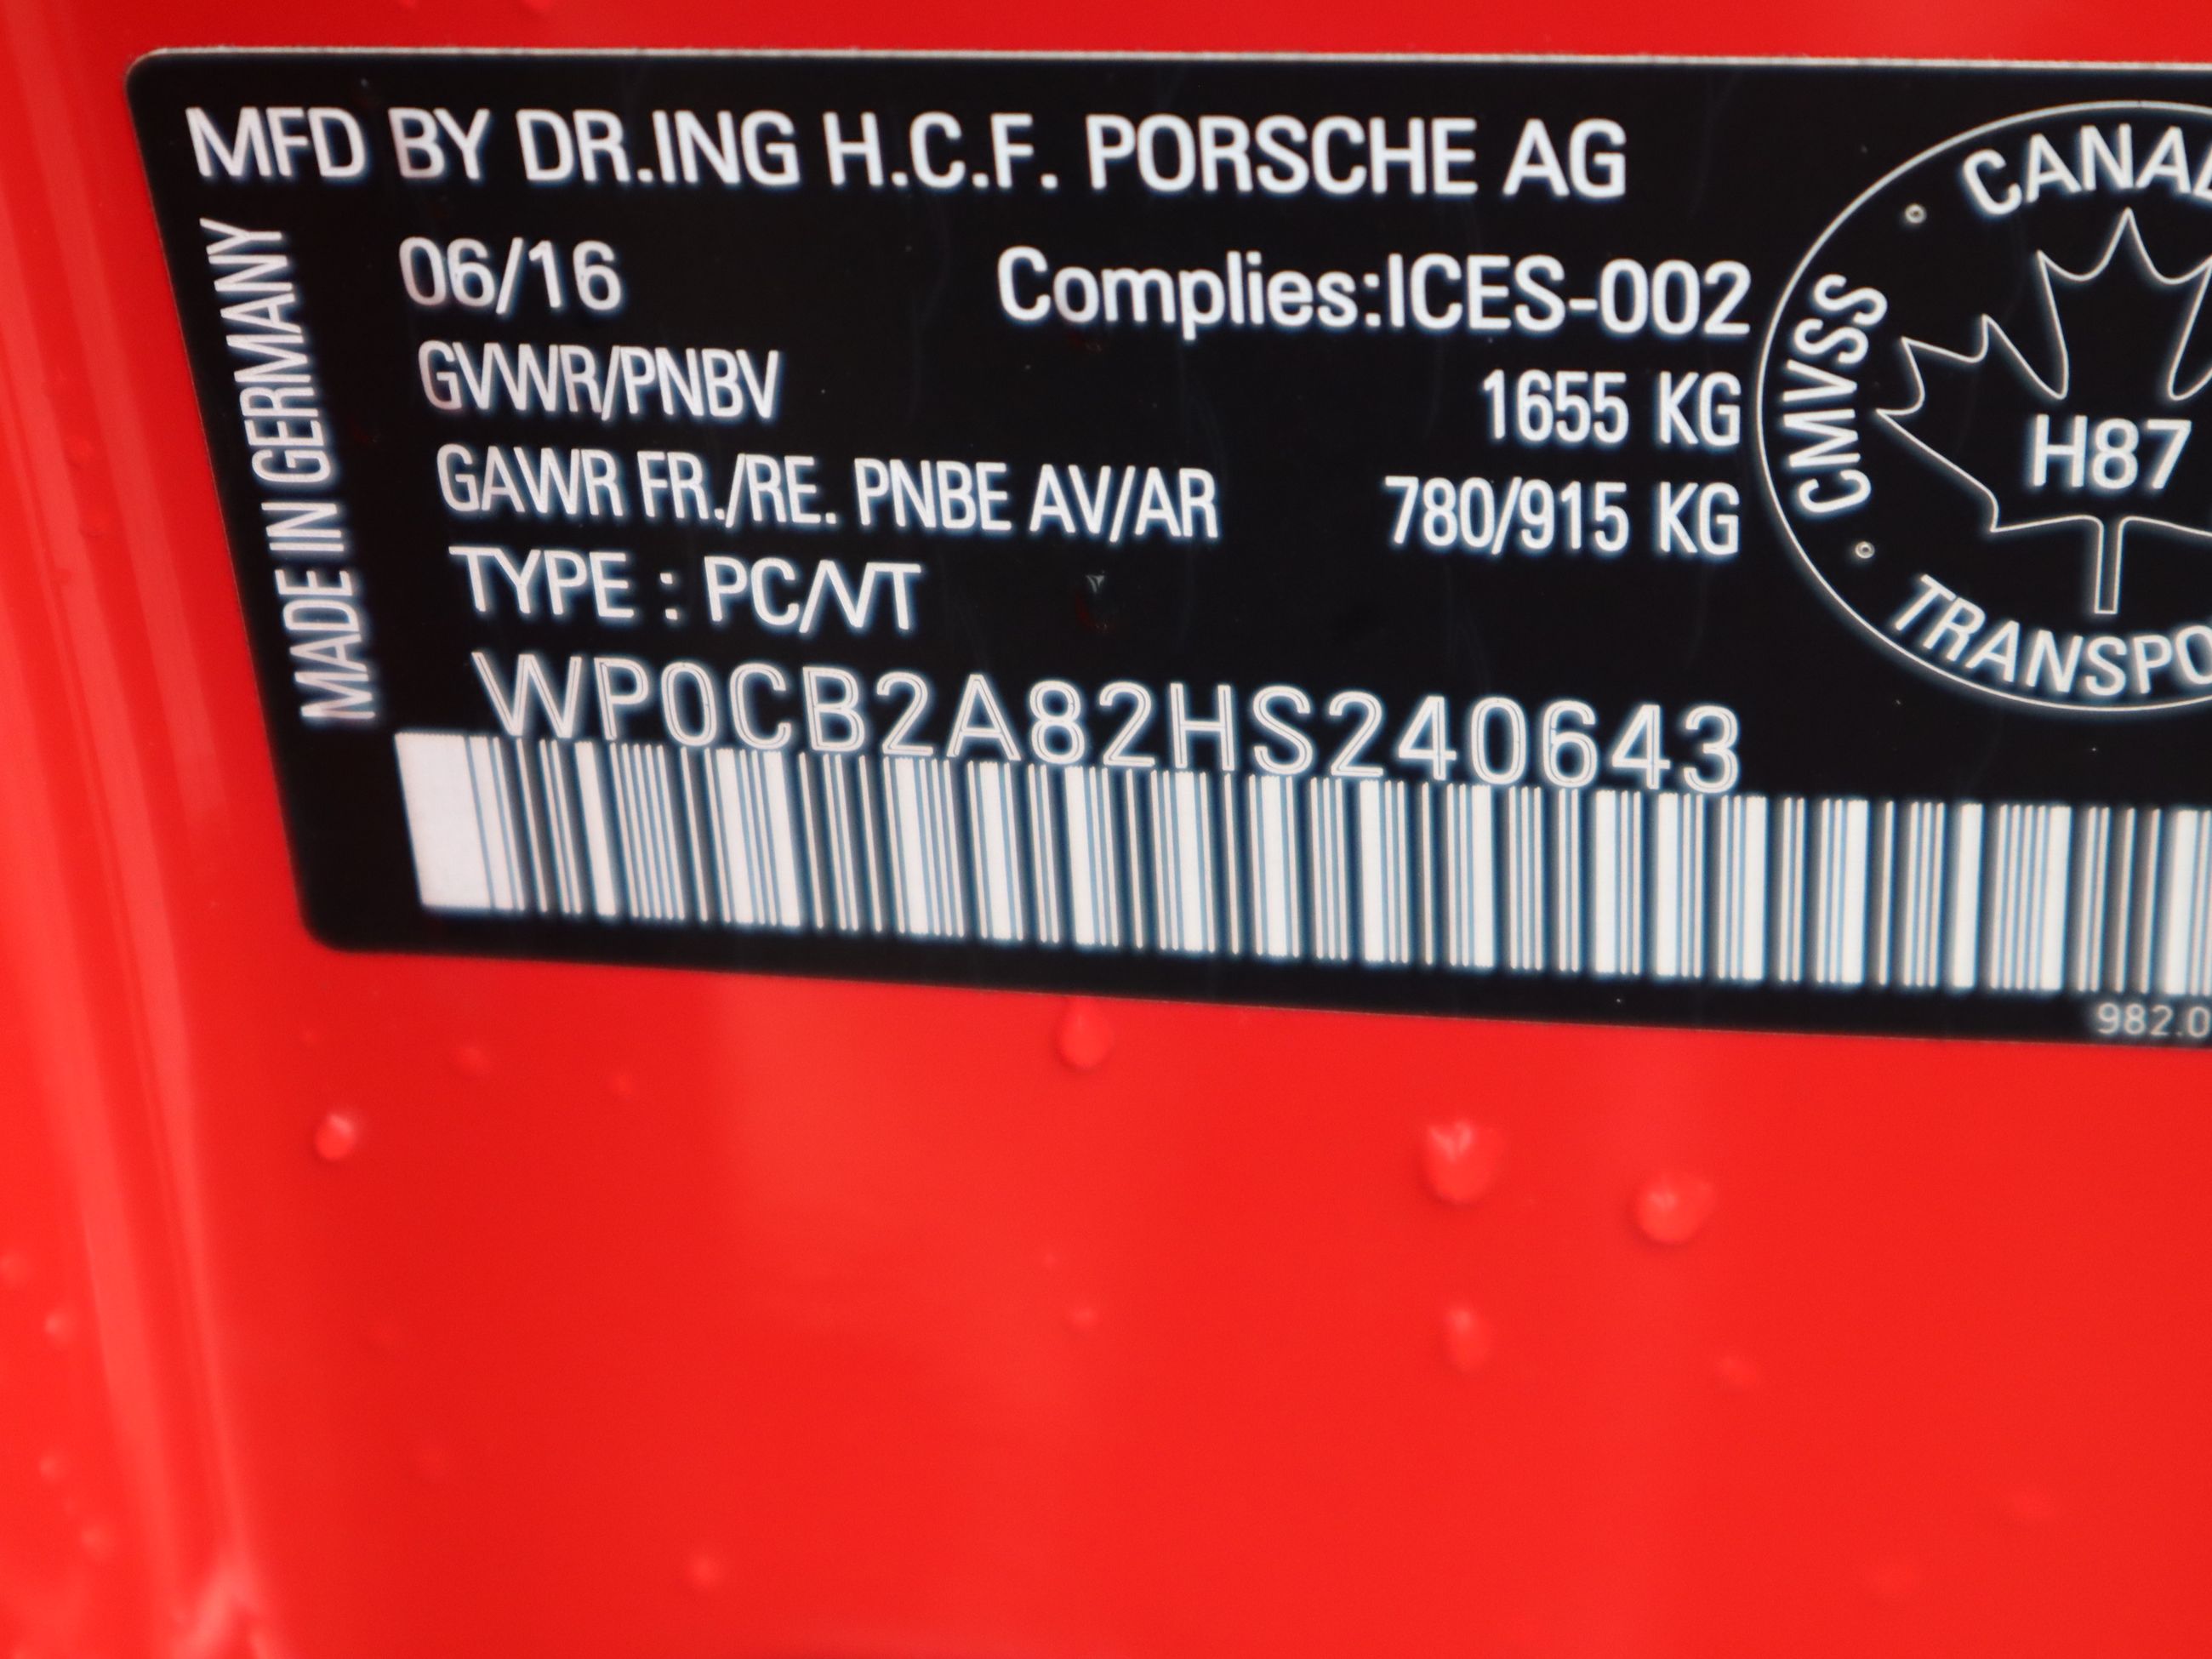 MFD BY DR.ING H.C.F. PORSCHE AG
MADE IN GERMANY
06/16 Complies:ICES-002
GVWR/PNBV 1655 KG
GAWR FR./RE. PNBE AV/AR 780/915 KG
TYPE : PC/VT
WP0CB2A82HS240643
CANAD
CMVSS
H87
TRANSPO
982.0